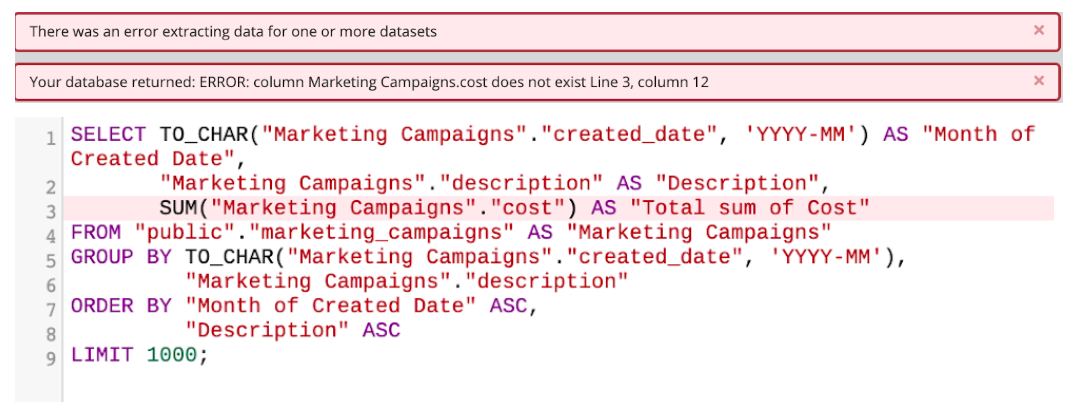 There was an error extracting data for one or more datasets ×
Your database returned: ERROR: column Marketing Campaigns.cost does not exist Line 3, column 12 ×
1 SELECT TO_CHAR("Marketing Campaigns"."created_date", 'YYYY-MM') AS "Month of
Created Date",
2 "Marketing Campaigns"."description" AS "Description",
3 SUM("Marketing Campaigns"."cost") AS "Total sum of Cost"
4 FROM "public"."marketing_campaigns" AS "Marketing Campaigns"
5 GROUP BY TO_CHAR("Marketing Campaigns"."created_date", 'YYYY-MM'),
6 "Marketing Campaigns"."description"
7 ORDER BY "Month of Created Date" ASC,
8 "Description" ASC
9 LIMIT 1000;